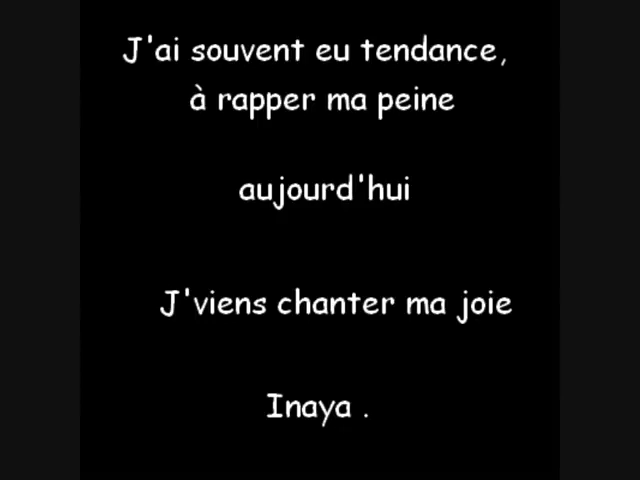 J'ai souvent eu tendance,
à rapper ma peine
aujourd'hui
J'viens chanter ma joie
Inaya .